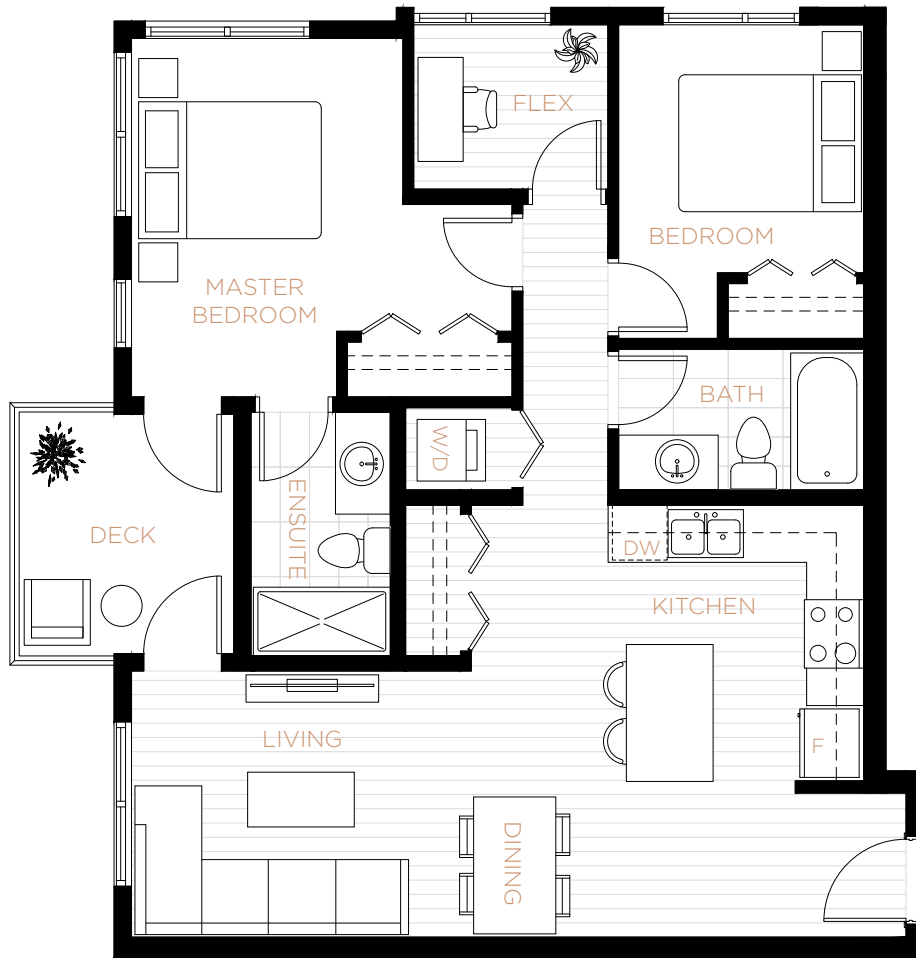 FLEX
BEDROOM
MASTER
BEDROOM
BATH
W/D
ENSUITE
DECK
DW
KITCHEN
LIVING
F
DINING